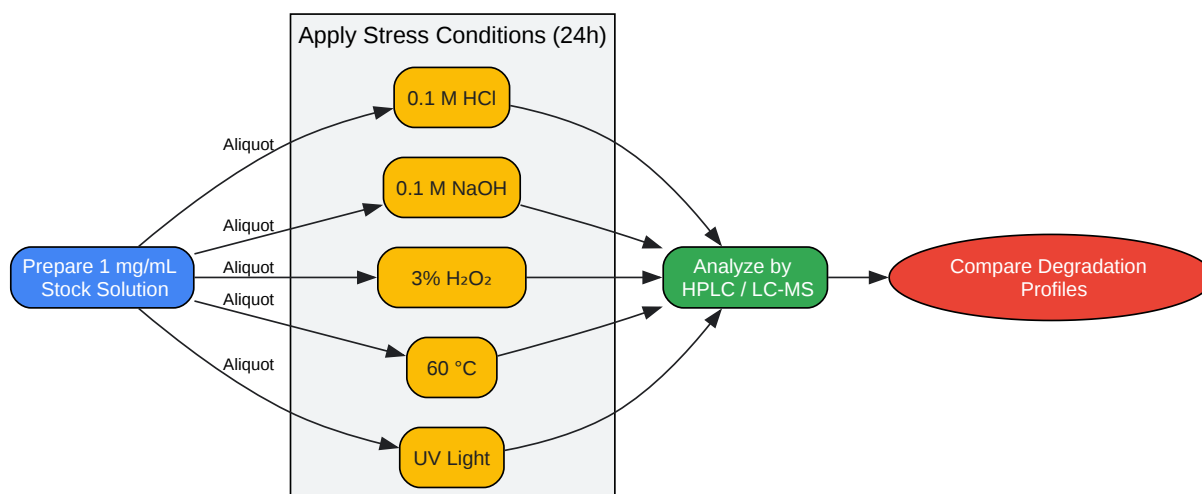 Apply Stress Conditions (24h)
0.1 M HCl
Aliquot
0.1 M NaOH
Aliquot
Prepare 1 mg/mL
Stock Solution
Aliquot
3% H₂O₂
Analyze by
HPLC / LC-MS
Compare Degradation
Profiles
Aliquot
60 °C
Aliquot
UV Light